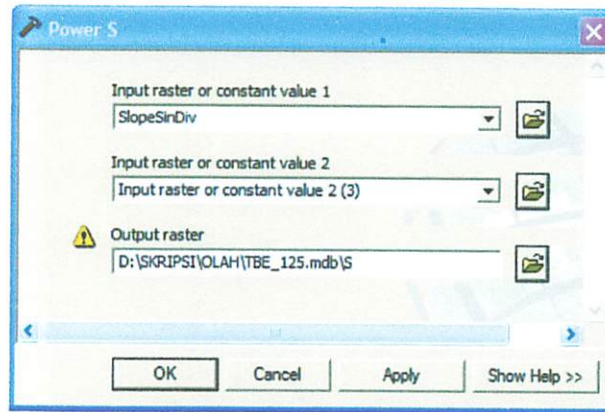 Power S
Input raster or constant value 1
SlopeSinDiv
Input raster or constant value 2
Input raster or constant value 2 (3)
Output raster
D:\SKRIPSI\OLAH\TBE_125.mdb\S
OK
Cancel
Apply
Show Help >>